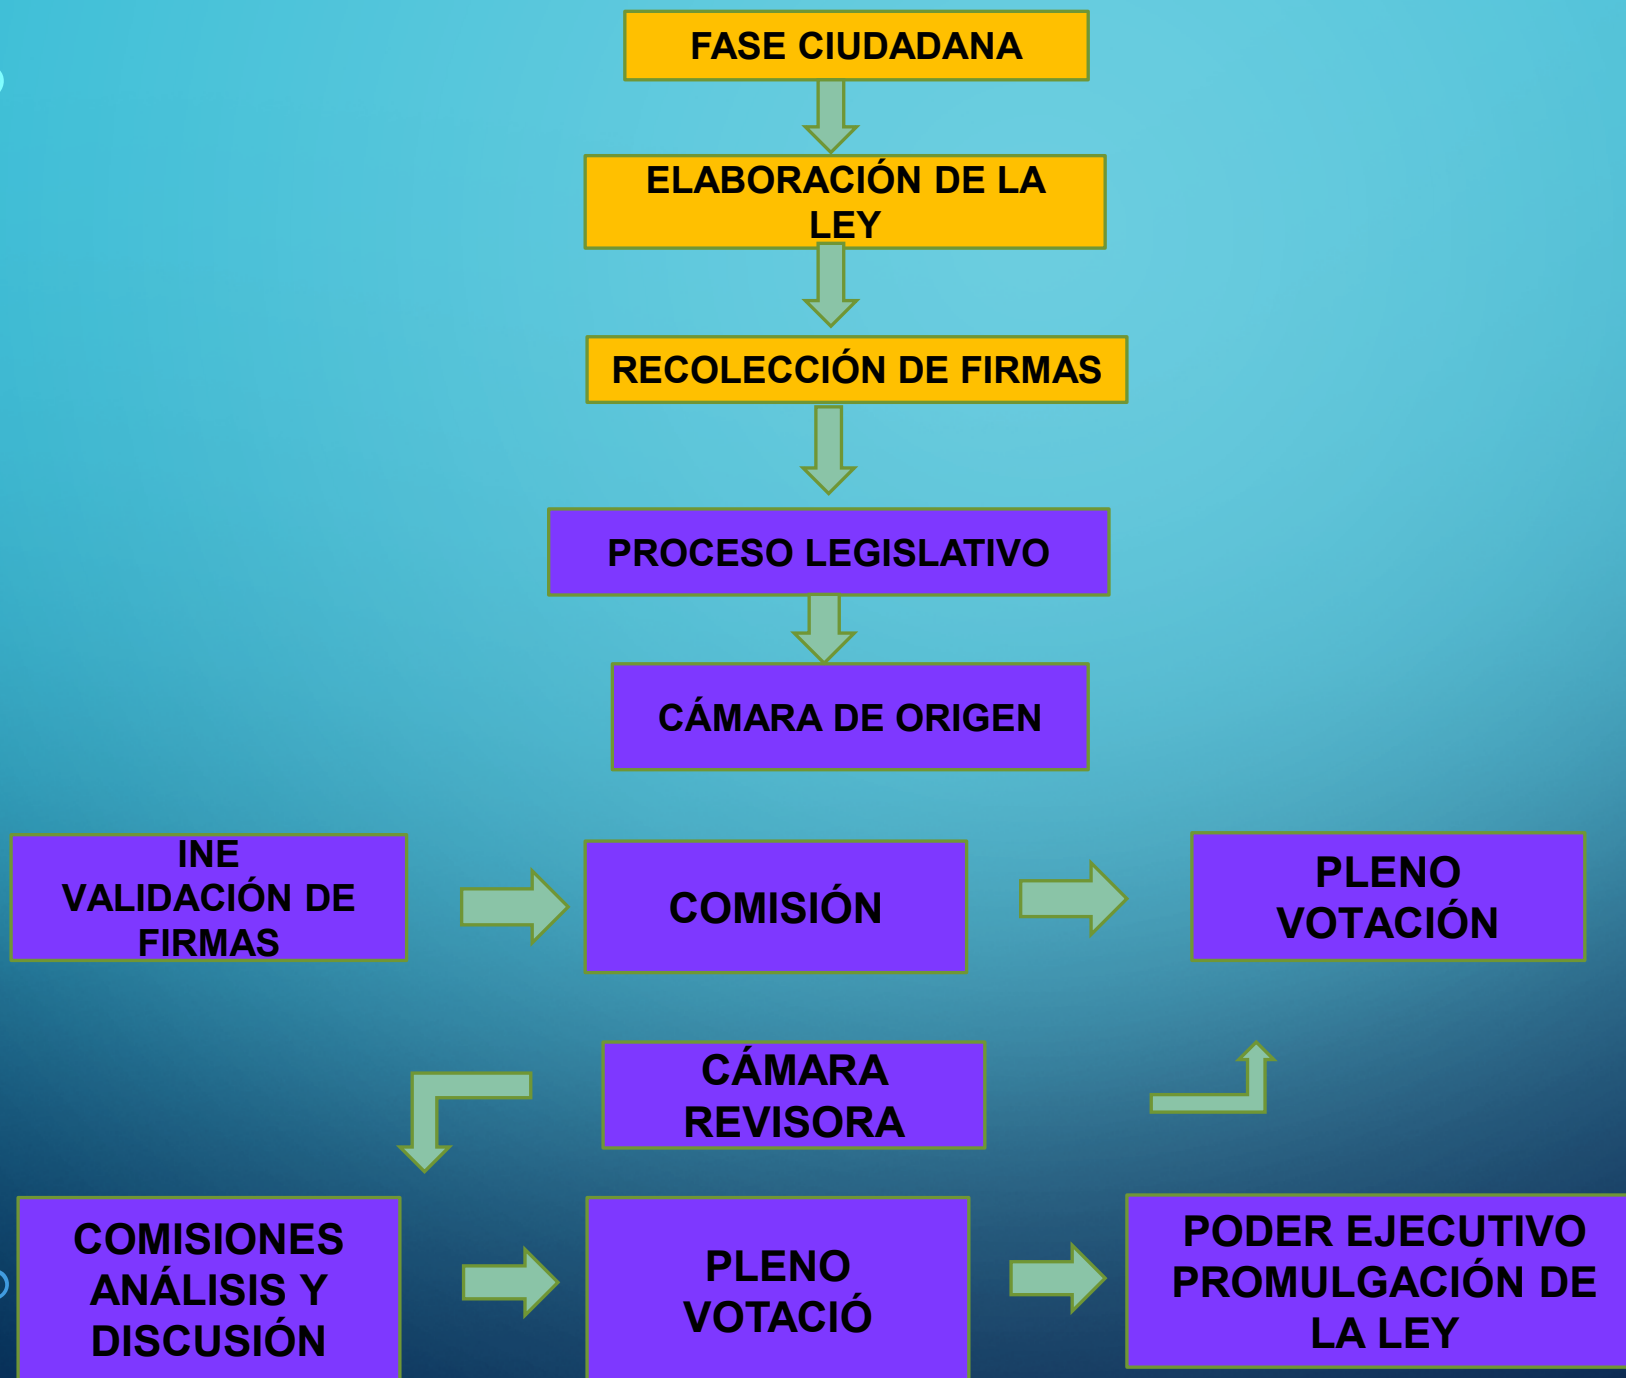 FASE CIUDADANA
ELABORACIÓN DE LA
LEY
RECOLECCIÓN DE FIRMAS
PROCESO LEGISLATIVO
CÁMARA DE ORIGEN
INE
VALIDACIÓN DE
FIRMAS
COMISIÓN
PLENO
VOTACIÓN
CÁMARA
REVISORA
COMISIONES
ANÁLISIS Y
DISCUSIÓN
PLENO
VOTACIÓ
PODER EJECUTIVO
PROMULGACIÓN DE
LA LEY